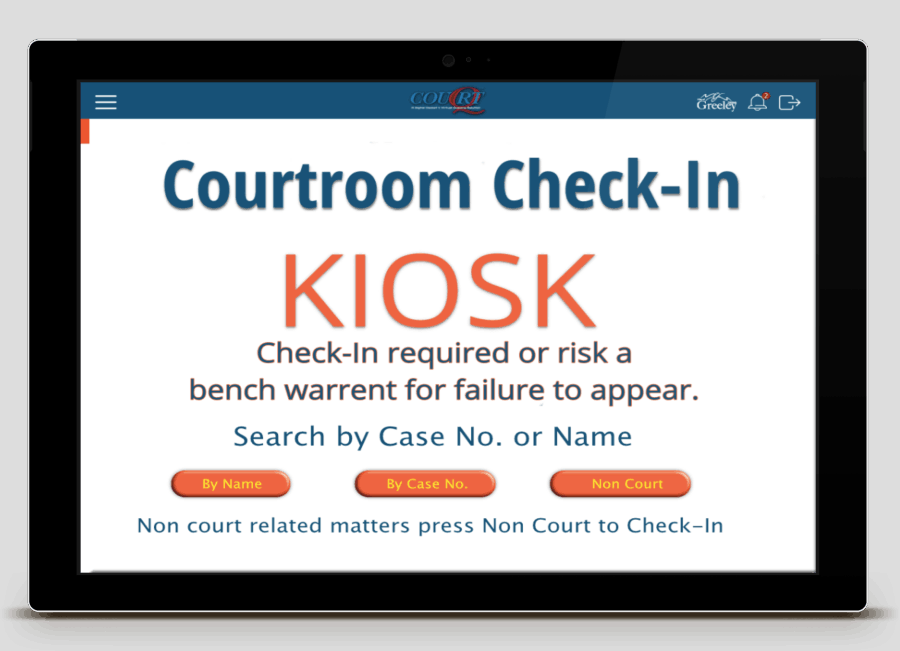 COURT
Greeley
2
Courtroom Check-In
KIOSK
Check-In required or risk a
bench warrent for failure to appear.
Search by Case No. or Name
By Name
By Case No.
Non Court
Non court related matters press Non Court to Check-In